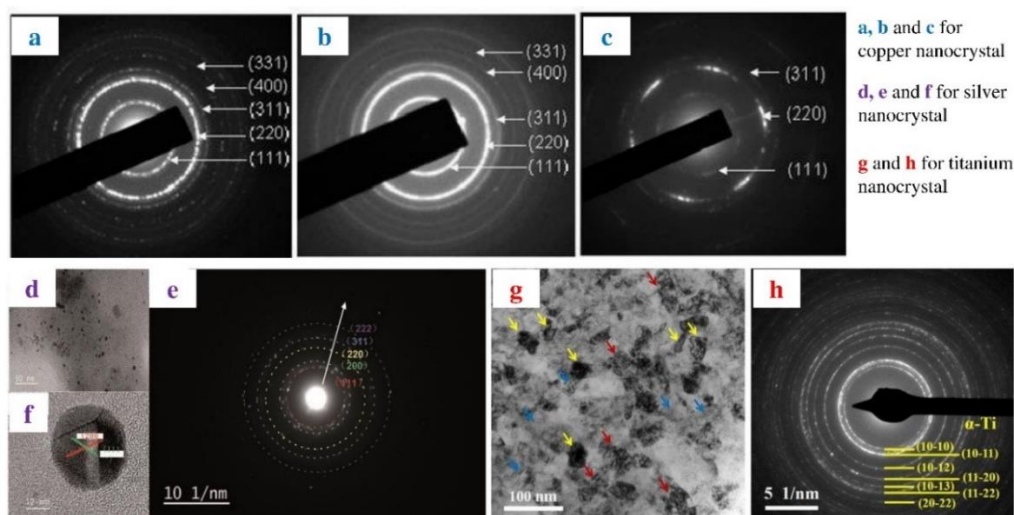 a
(331)
(400)
(311)
(220)
(111)
b
(331)
(400)
(311)
(220)
(111)
c
(311)
(220)
(111)
a, b and c for
copper nanocrystal
d, e and f for silver
nanocrystal
g and h for titanium
nanocrystal
d
e
(222)
(311)
(220)
(200)
10 1/nm
f
g
100 nm
h
α-Ti
(10-10)
(10-11)
(10-12)
(11-20)
(10-13)
(11-22)
(20-22)
5 1/nm